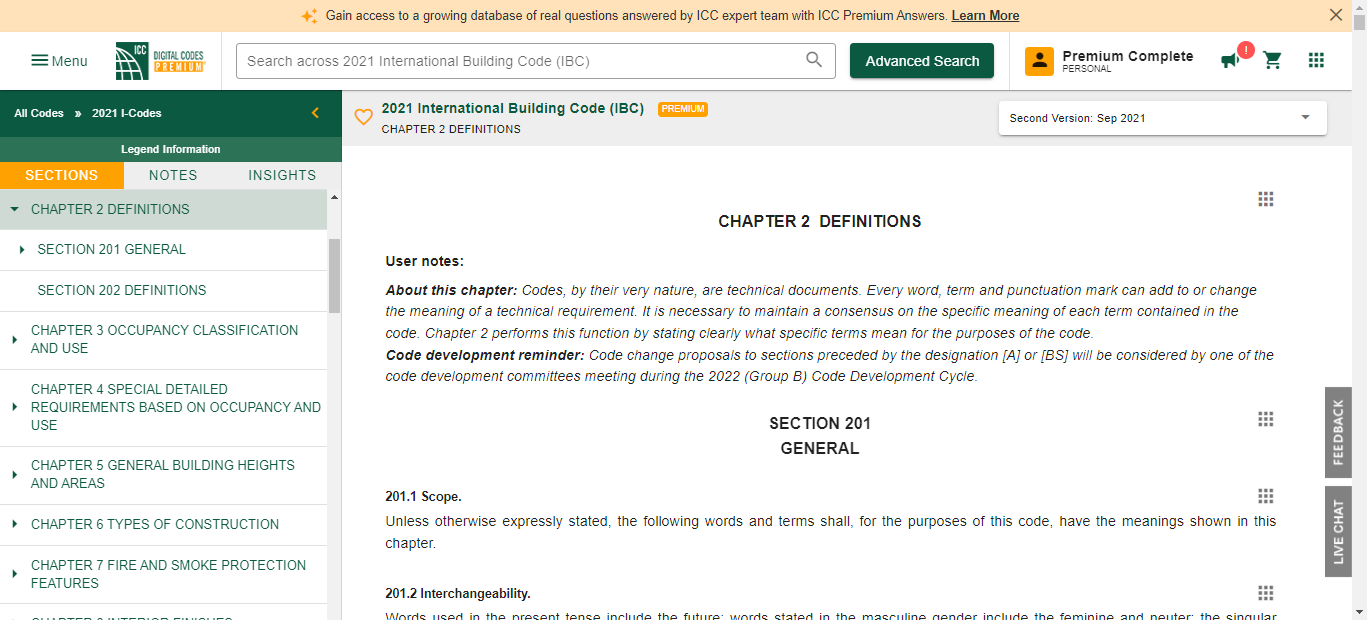 Gain access to a growing database of real questions answered by ICC expert team with ICC Premium Answers. Learn More
Menu
ICC
DIGITAL CODES
PREMIUM
Search across 2021 International Building Code (IBC)
Advanced Search
Premium Complete
PERSONAL
!
All Codes » 2021 I-Codes
Legend Information
SECTIONS NOTES INSIGHTS
CHAPTER 2 DEFINITIONS
SECTION 201 GENERAL
SECTION 202 DEFINITIONS
CHAPTER 3 OCCUPANCY CLASSIFICATION
AND USE
CHAPTER 4 SPECIAL DETAILED
REQUIREMENTS BASED ON OCCUPANCY AND
USE
CHAPTER 5 GENERAL BUILDING HEIGHTS
AND AREAS
CHAPTER 6 TYPES OF CONSTRUCTION
CHAPTER 7 FIRE AND SMOKE PROTECTION
FEATURES
CHAPTER 8 INTERIOR FINISHES
2021 International Building Code (IBC) PREMIUM
CHAPTER 2 DEFINITIONS
Second Version: Sep 2021
CHAPTER 2 DEFINITIONS
User notes:
About this chapter: Codes, by their very nature, are technical documents. Every word, term and punctuation mark can add to or change
the meaning of a technical requirement. It is necessary to maintain a consensus on the specific meaning of each term contained in the
code. Chapter 2 performs this function by stating clearly what specific terms mean for the purposes of the code.
Code development reminder: Code change proposals to sections preceded by the designation [A] or [BS] will be considered by one of the
code development committees meeting during the 2022 (Group B) Code Development Cycle.
SECTION 201
GENERAL
201.1 Scope.
Unless otherwise expressly stated, the following words and terms shall, for the purposes of this code, have the meanings shown in this
chapter.
201.2 Interchangeability.
Words used in the present tense include the future; words stated in the masculine gender include the feminine and neuter; the singular
FEEDBACK
LIVE CHAT